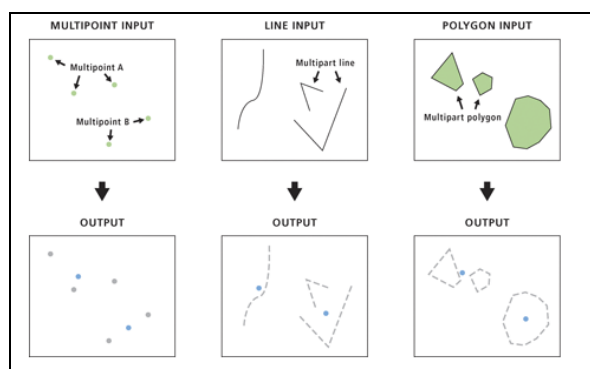 MULTIPOINT INPUT
LINE INPUT
POLYGON INPUT
Multipoint A
Multipoint B
Multipart line
Multipart polygon
OUTPUT
OUTPUT
OUTPUT